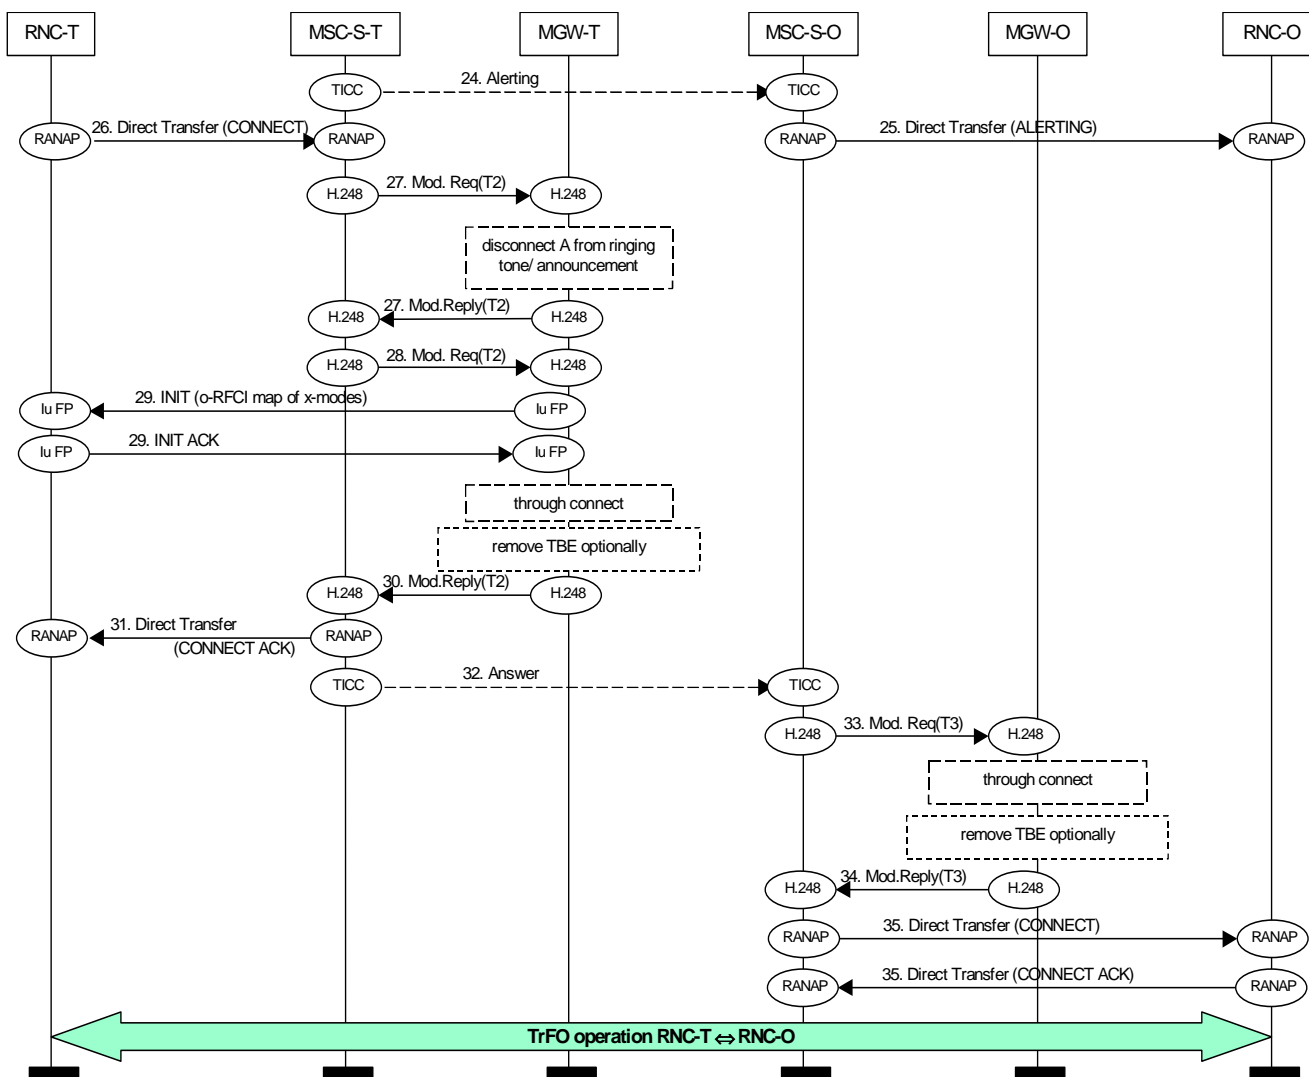 RNC-T
MSC-S-T
MGW-T
MSC-S-O
MGW-O
RNC-O
TICC
24. Alerting
TICC
RANAP
26. Direct Transfer (CONNECT)
RANAP
RANAP
25. Direct Transfer (ALERTING)
RANAP
H.248
27. Mod. Req(T2)
H.248
disconnect A from ringing
tone/ announcement
H.248
27. Mod.Reply(T2)
H.248
H.248
28. Mod. Req(T2)
H.248
Iu FP
29. INIT (o-RFCI map of x-modes)
Iu FP
Iu FP
29. INIT ACK
Iu FP
through connect
remove TBE optionally
H.248
30. Mod.Reply(T2)
H.248
RANAP
31. Direct Transfer
(CONNECT ACK)
RANAP
TICC
32. Answer
TICC
H.248
33. Mod. Req(T3)
H.248
through connect
remove TBE optionally
H.248
34. Mod.Reply(T3)
H.248
RANAP
35. Direct Transfer (CONNECT)
RANAP
RANAP
35. Direct Transfer (CONNECT ACK)
RANAP
TrFO operation RNC-T ⇔ RNC-O